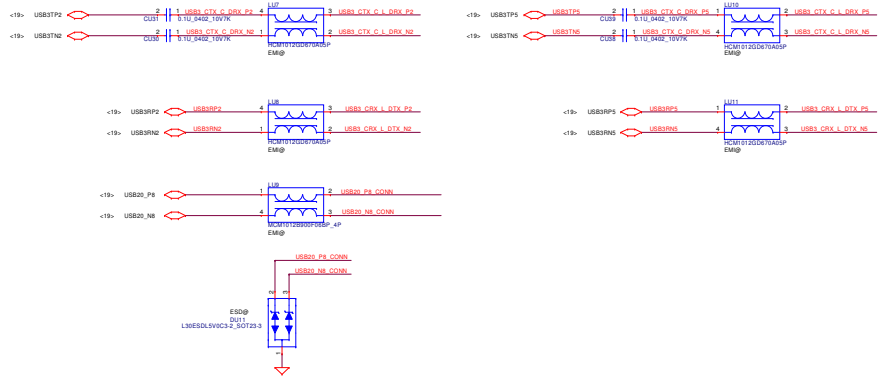 LU7
<19> USB3TP2 USB3TP2 2 1 USB3_CTX_C_DRX_P2 4 3 USB3_CTX_C_L_DRX_P2
CU31 0.1U_0402_10V7K
<19> USB3TN2 USB3TN2 2 1 USB3_CTX_C_DRX_N2 1 2 USB3_CTX_C_L_DRX_N2
CU30 0.1U_0402_10V7K
HCM1012GD670A05P
EMI@
LU10
<19> USB3TP5 USB3TP5 2 1 USB3_CTX_C_DRX_P5 1 2 USB3_CTX_C_L_DRX_P5
CU39 0.1U_0402_10V7K
<19> USB3TN5 USB3TN5 2 1 USB3_CTX_C_DRX_N5 4 3 USB3_CTX_C_L_DRX_N5
CU38 0.1U_0402_10V7K
HCM1012GD670A05P
EMI@
LU8
<19> USB3RP2 USB3RP2 4 3 USB3_CRX_L_DTX_P2
<19> USB3RN2 USB3RN2 1 2 USB3_CRX_L_DTX_N2
HCM1012GD670A05P
EMI@
LU11
<19> USB3RP5 USB3RP5 1 2 USB3_CRX_L_DTX_P5
<19> USB3RN5 USB3RN5 4 3 USB3_CRX_L_DTX_N5
HCM1012GD670A05P
EMI@
LU9
<19> USB20_P8 1 2 USB20_P8_CONN
<19> USB20_N8 4 3 USB20_N8_CONN
MCM1012B900F06BP_4P
EMI@
USB20_P8_CONN
USB20_N8_CONN
2 3
ESD@
DU11
L30ESDL5V0C3-2_SOT23-3
1